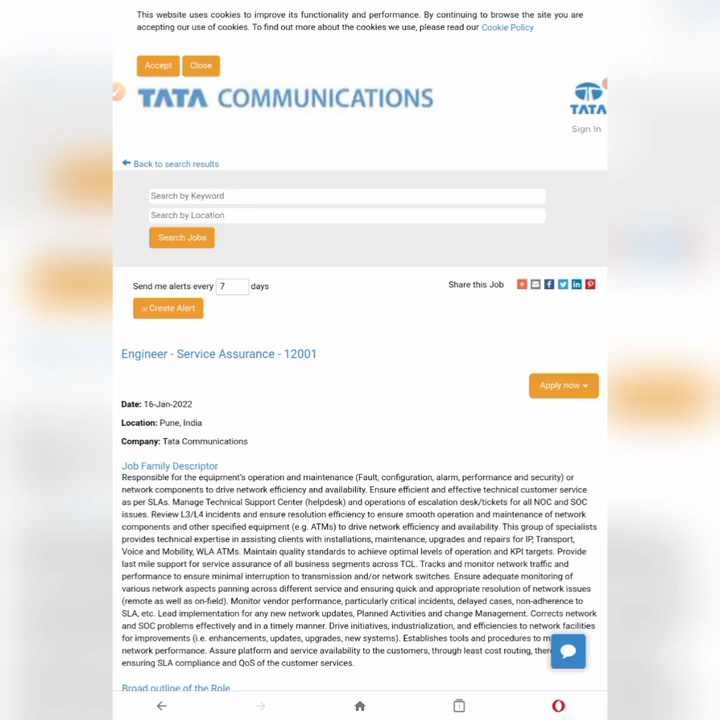 This website uses cookies to improve its functionality and performance. By continuing to browse the site you are
accepting our use of cookies. To find out more about the cookies we use, please read our Cookie Policy
Accept Close
TATA COMMUNICATIONS
TATA
Sign In
Back to search results
Search by Keyword
Search by Location
Search Jobs
Send me alerts every 7 days
Share this Job
Create Alert
Engineer - Service Assurance - 12001
Apply now
Date: 16-Jan-2022
Location: Pune, India
Company: Tata Communications
Job Family Descriptor
Responsible for the equipment's operation and maintenance (Fault, configuration, alarm, performance and security) or
network components to drive network efficiency and availability. Ensure efficient and effective technical customer service
as per SLAs. Manage Technical Support Center (helpdesk) and operations of escalation desk/tickets for all NOC and SOC
issues. Review L3/L4 incidents and ensure resolution efficiency to ensure smooth operation and maintenance of network
components and other specified equipment (e.g. ATMs) to drive network efficiency and availability. This group of specialists
provides technical expertise in assisting clients with installations, maintenance, upgrades and repairs for IP, Transport,
Voice and Mobility, WLA ATMs. Maintain quality standards to achieve optimal levels of operation and KPI targets. Provide
last mile support for service assurance of all business segments across TCL. Tracks and monitor network traffic and
performance to ensure minimal interruption to transmission and/or network switches. Ensure adequate monitoring of
various network aspects panning across different service and ensuring quick and appropriate resolution of network issues
(remote as well as on-field). Monitor vendor performance, particularly critical incidents, delayed cases, non-adherence to
SLA, etc. Lead implementation for any new network updates, Planned Activities and change Management. Corrects network
and SOC problems effectively and in a timely manner. Drive initiatives, industrialization, and efficiencies to network facilities
for improvements (i.e. enhancements, updates, upgrades, new systems). Establishes tools and procedures to
network performance. Assure platform and service availability to the customers, through least cost routing,
ensuring SLA compliance and QoS of the customer services.
Broad outline of the Role
1